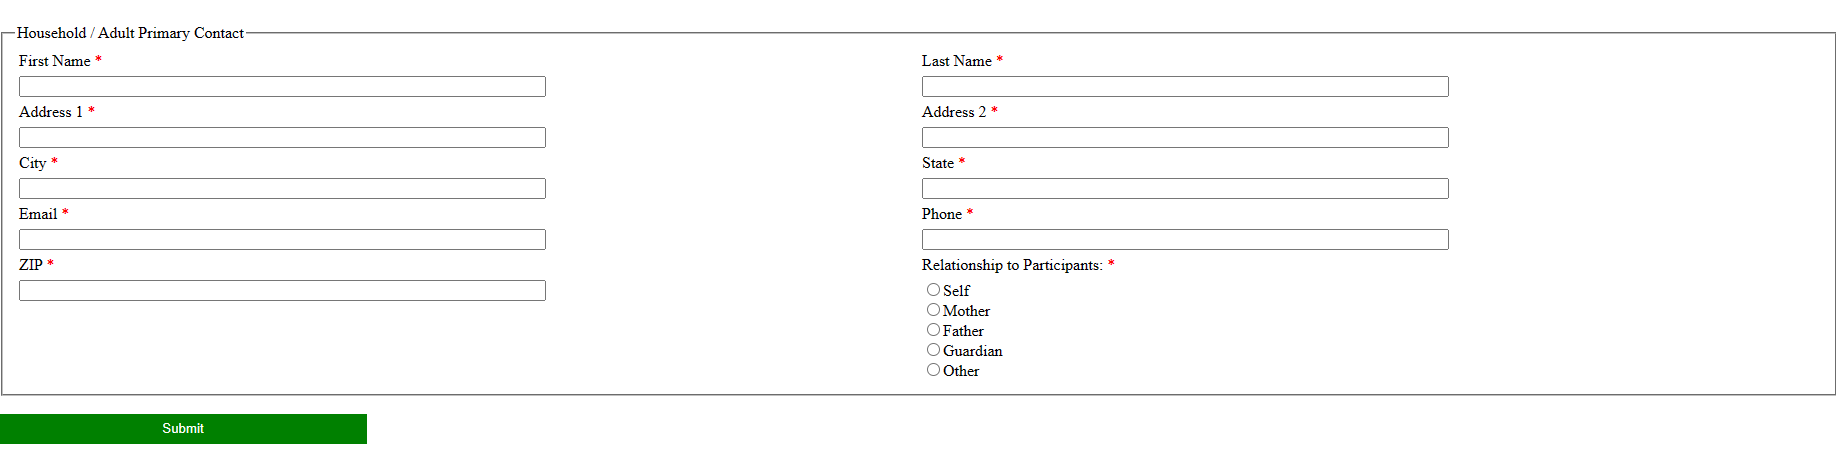 Household / Adult Primary Contact
First Name *
Last Name *
Address 1 *
Address 2 *
City *
State *
Email *
Phone *
ZIP *
Relationship to Participants: *
Self
Mother
Father
Guardian
Other
Submit